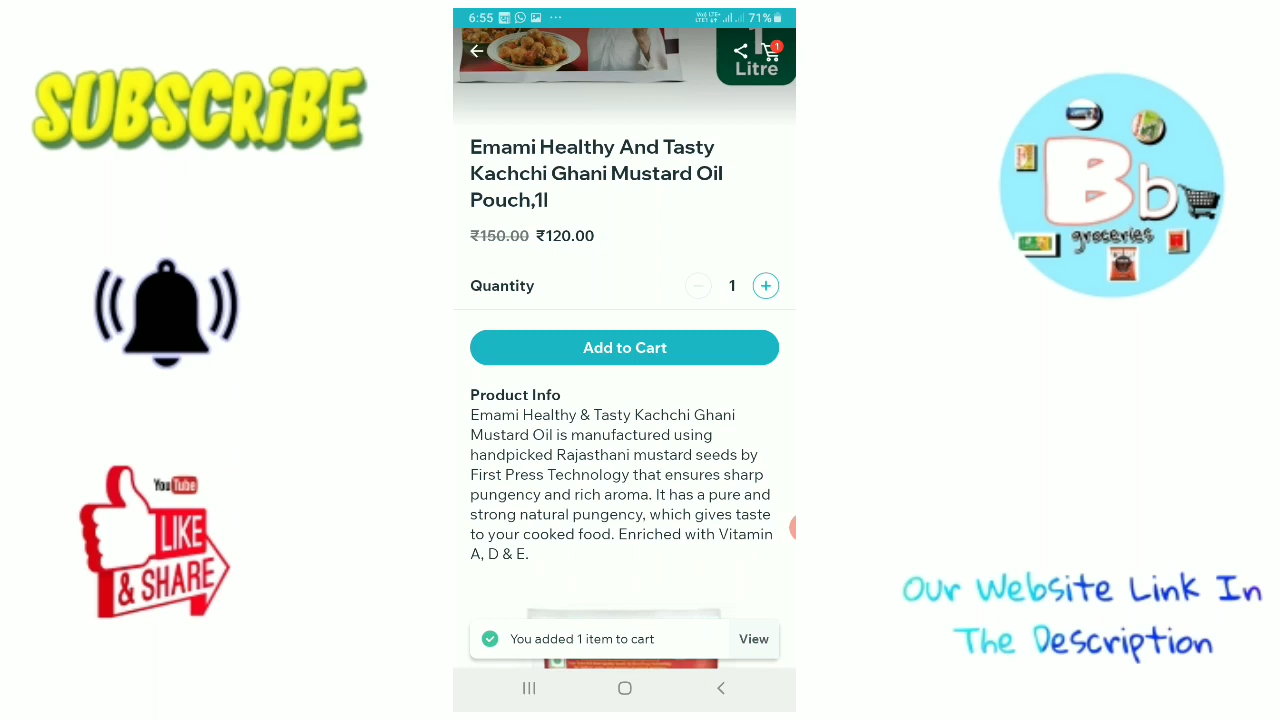 SUBSCRiBE
YouTube
LIKE
& SHARE
6:55
71%
1
1
Litre
Emami Healthy And Tasty
Kachchi Ghani Mustard Oil
Pouch,1l
₹150.00 ₹120.00
Quantity
1
Add to Cart
Product Info
Emami Healthy & Tasty Kachchi Ghani
Mustard Oil is manufactured using
handpicked Rajasthani mustard seeds by
First Press Technology that ensures sharp
pungency and rich aroma. It has a pure and
strong natural pungency, which gives taste
to your cooked food. Enriched with Vitamin
A, D & E.
You added 1 item to cart View
Bb
groceries
Our Website Link In
The Description